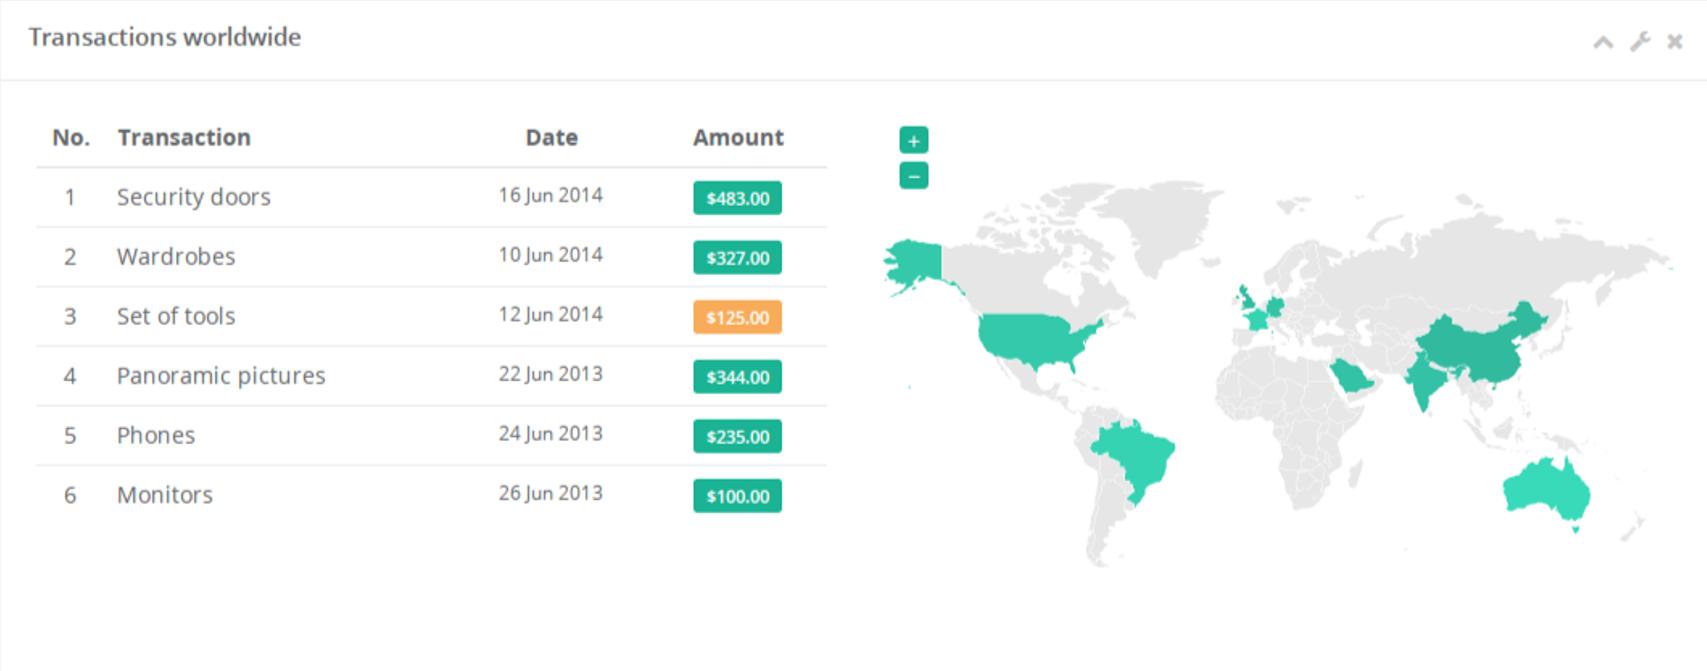 Transactions worldwide
No. Transaction Date Amount
1 Security doors 16 Jun 2014 $483.00
2 Wardrobes 10 Jun 2014 $327.00
3 Set of tools 12 Jun 2014 $125.00
4 Panoramic pictures 22 Jun 2013 $344.00
5 Phones 24 Jun 2013 $235.00
6 Monitors 26 Jun 2013 $100.00
+
−